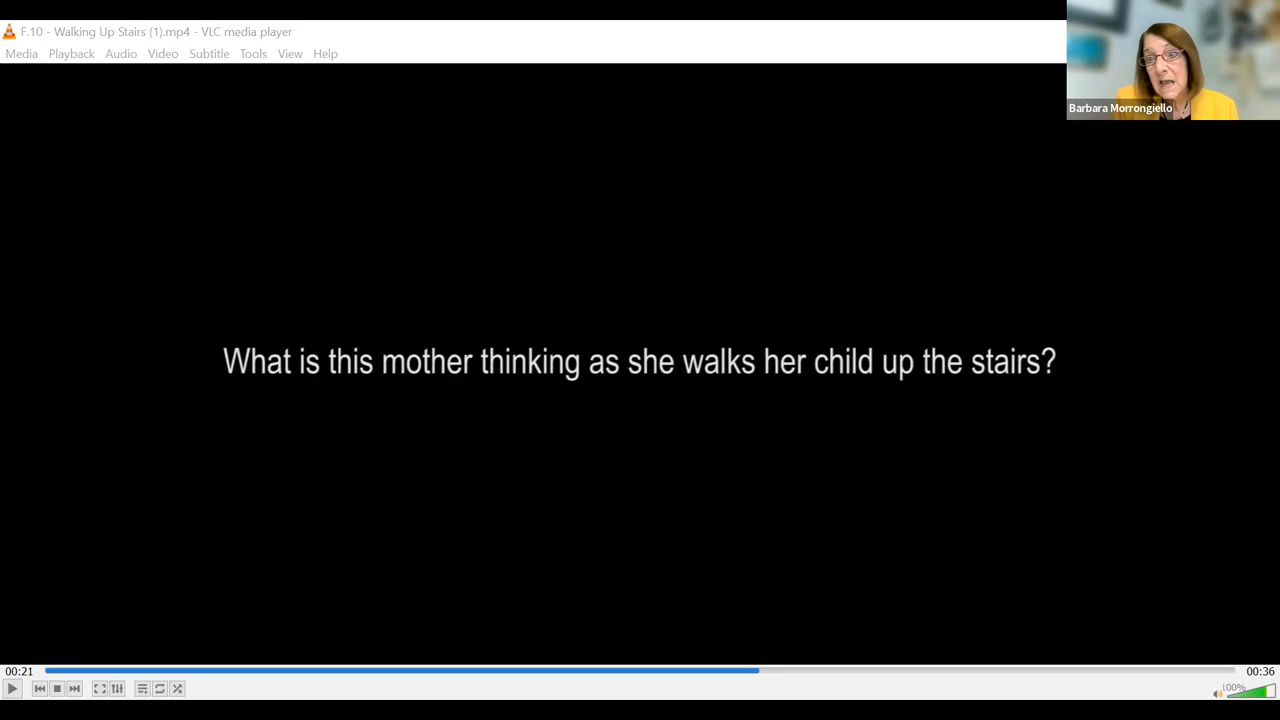 F.10 - Walking Up Stairs (1).mp4 - VLC media player
Media Playback Audio Video Subtitle Tools View Help
Barbara Morrongiello
What is this mother thinking as she walks her child up the stairs?
00:21
00:36
100%